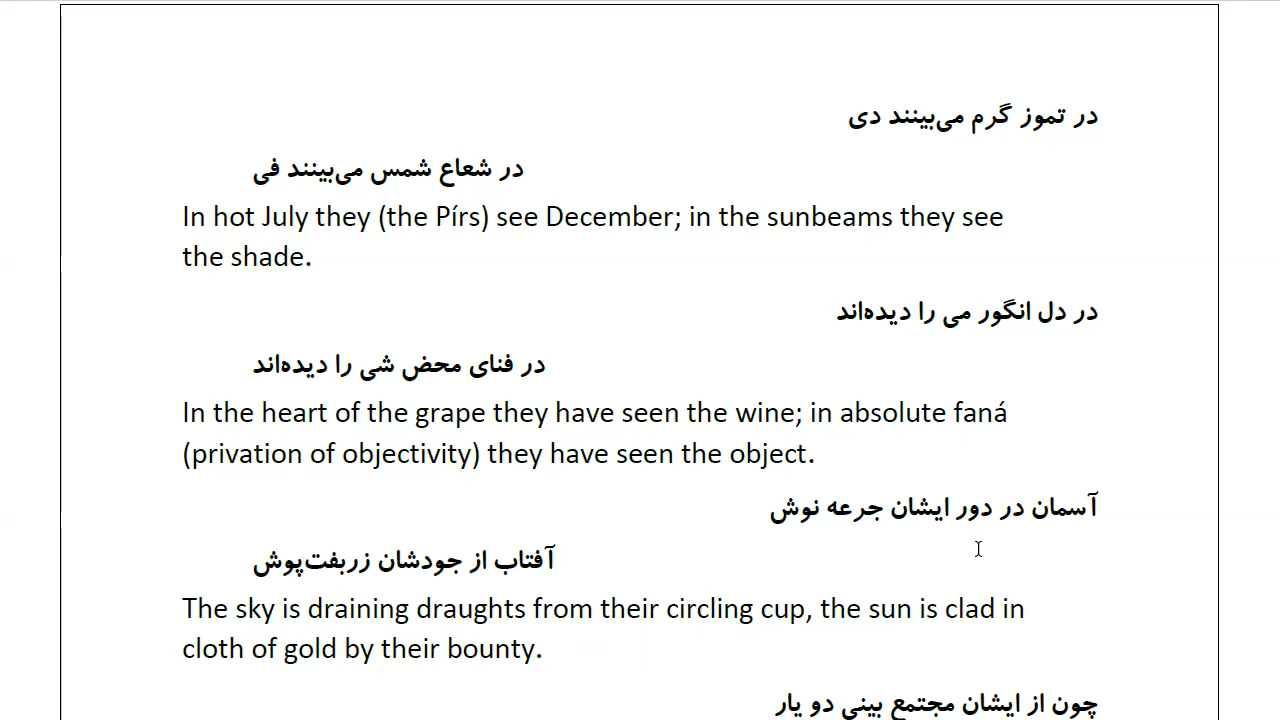 در تموز گرم می‌بینند دی
در شعاع شمس می‌بینند فی
In hot July they (the Pírs) see December; in the sunbeams they see
the shade.
در دل انگور می را دیده‌اند
در فنای محض شی را دیده‌اند
In the heart of the grape they have seen the wine; in absolute faná
(privation of objectivity) they have seen the object.
آسمان در دور ایشان جرعه نوش
آفتاب از جودشان زربفت‌پوش
The sky is draining draughts from their circling cup, the sun is clad in
cloth of gold by their bounty.
چون از ایشان مجتمع بینی دو یار